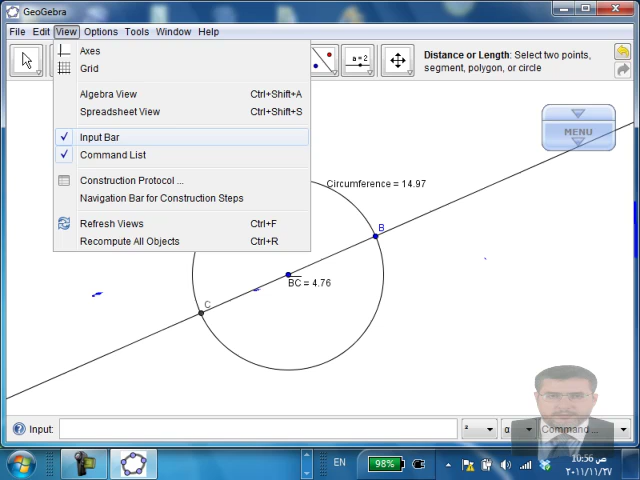 GeoGebra
File Edit View Options Tools Window Help
Axes
Grid
Algebra View Ctrl+Shift+A
Spreadsheet View Ctrl+Shift+S
Input Bar
Command List
Construction Protocol ...
Navigation Bar for Construction Steps
Refresh Views Ctrl+F
Recompute All Objects Ctrl+R
a = 2
Distance or Length: Select two points, segment, polygon, or circle
MENU
Circumference = 14.97
B
BC = 4.76
C
Input:
²
α
Command ...
EN
98%
10:56 ص
٢٠١١/١١/٢٧